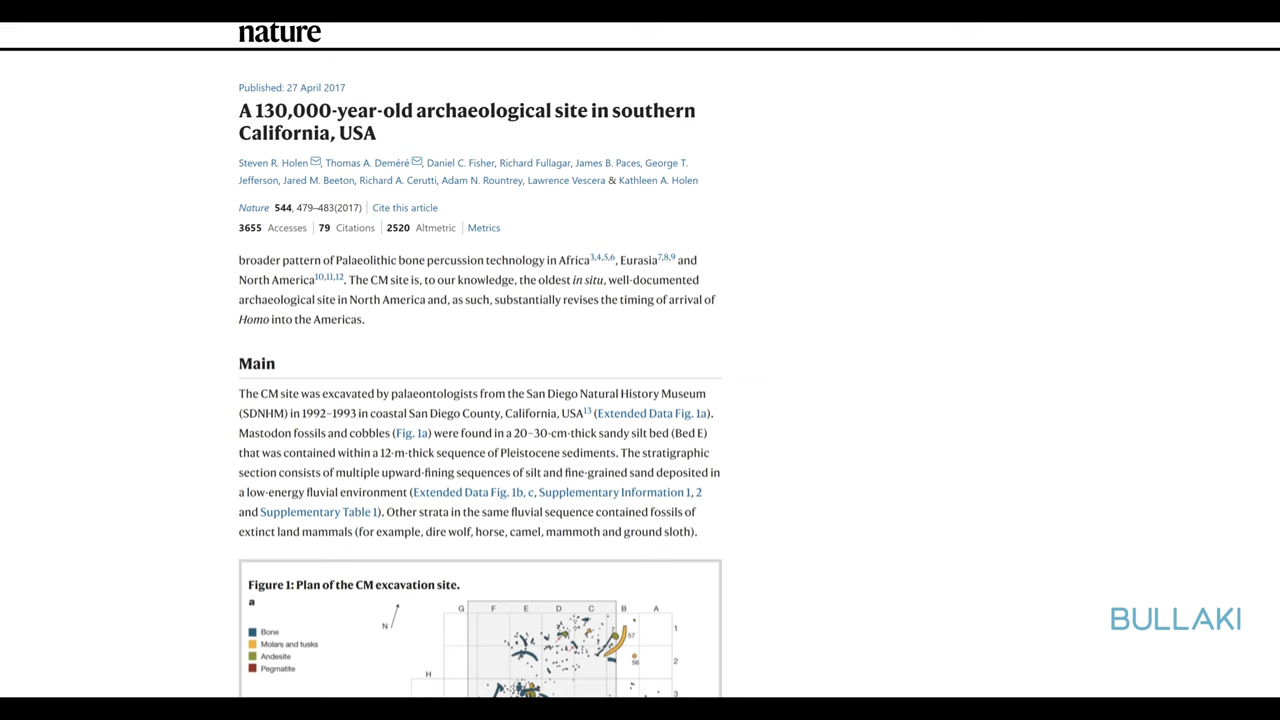 nature
Published: 27 April 2017
A 130,000-year-old archaeological site in southern
California, USA
Steven R. Holen, Thomas A. Deméré, Daniel C. Fisher, Richard Fullagar, James B. Paces, George T.
Jefferson, Jared M. Beeton, Richard A. Cerutti, Adam N. Rountrey, Lawrence Vescera & Kathleen A. Holen
Nature 544, 479–483(2017) | Cite this article
3655 Accesses | 79 Citations | 2520 Altmetric | Metrics
broader pattern of Palaeolithic bone percussion technology in Africa3,4,5,6, Eurasia7,8,9 and
North America10,11,12. The CM site is, to our knowledge, the oldest in situ, well-documented
archaeological site in North America and, as such, substantially revises the timing of arrival of
Homo into the Americas.
Main
The CM site was excavated by palaeontologists from the San Diego Natural History Museum
(SDNHM) in 1992–1993 in coastal San Diego County, California, USA13 (Extended Data Fig. 1a).
Mastodon fossils and cobbles (Fig. 1a) were found in a 20–30-cm-thick sandy silt bed (Bed E)
that was contained within a 12-m-thick sequence of Pleistocene sediments. The stratigraphic
section consists of multiple upward-fining sequences of silt and fine-grained sand deposited in
a low-energy fluvial environment (Extended Data Fig. 1b, c, Supplementary Information 1, 2
and Supplementary Table 1). Other strata in the same fluvial sequence contained fossils of
extinct land mammals (for example, dire wolf, horse, camel, mammoth and ground sloth).
Figure 1: Plan of the CM excavation site.
a
G F E D C B A
N
1
Bone
57
Molars and tusks
Andesite
56
2
Pegmatite
H
3
BULLAKI